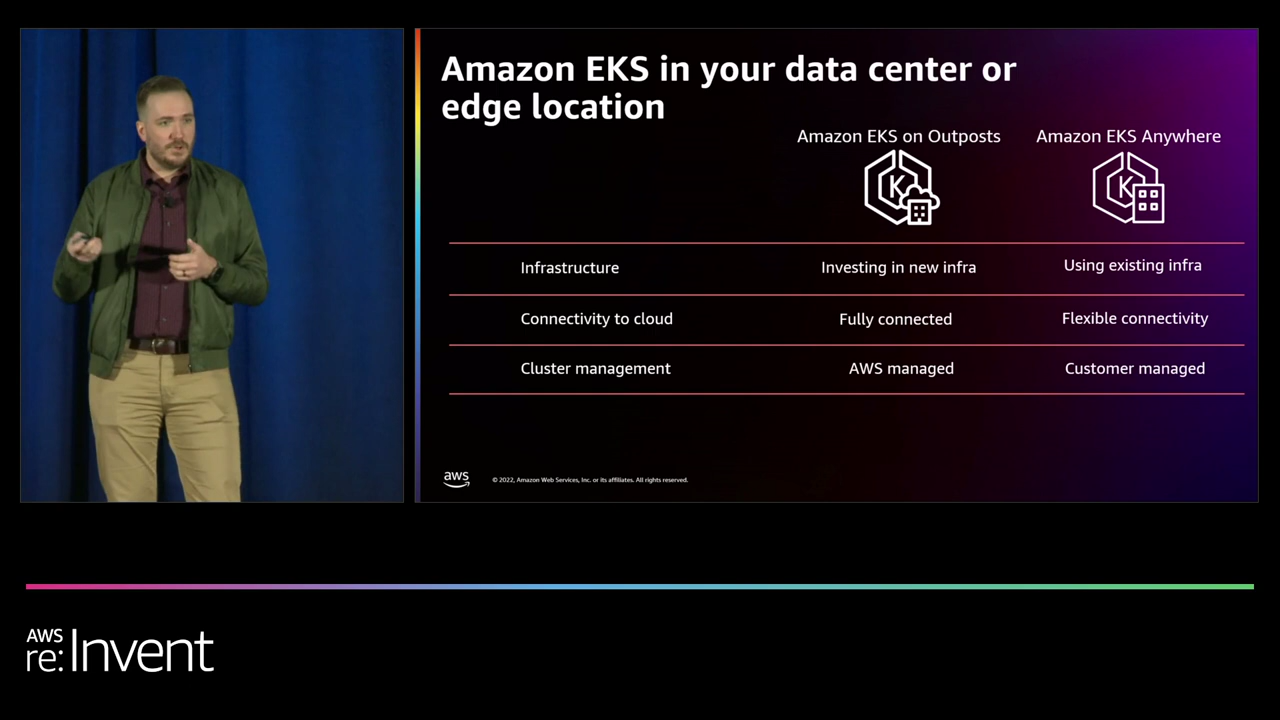 Amazon EKS in your data center or
edge location
Amazon EKS on Outposts
Amazon EKS Anywhere
K
K
Infrastructure
Investing in new infra
Using existing infra
Connectivity to cloud
Fully connected
Flexible connectivity
Cluster management
AWS managed
Customer managed
aws
© 2022, Amazon Web Services, Inc. or its affiliates. All rights reserved.
AWS
re:Invent